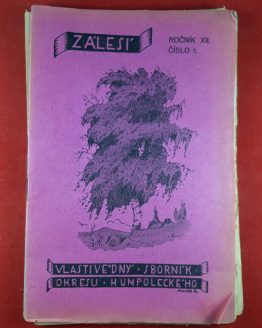 ZÁLESÍ
ROČNÍK XII.
ČÍSLO 1.
VLASTIVĚDNÝ · SBORNÍK ·
OKRESU · HUMPOLECKÉHO